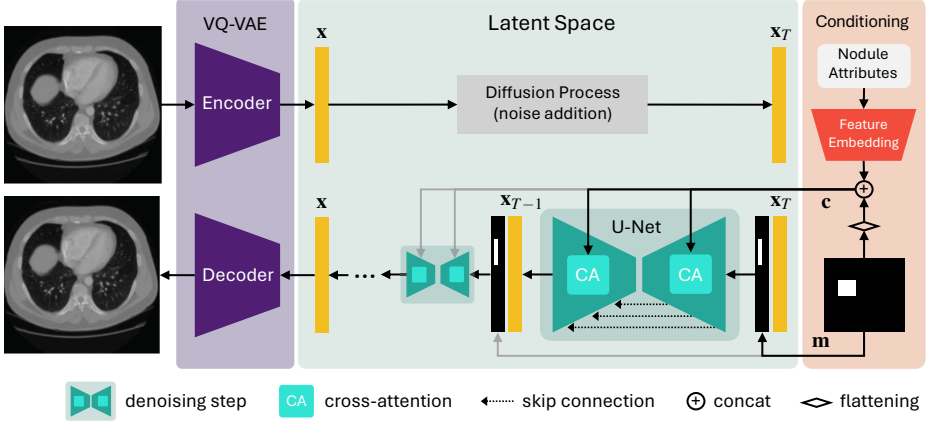 VQ-VAE
Latent Space
Conditioning
x
x_T
Nodule
Attributes
Encoder
Diffusion Process
(noise addition)
Feature
Embedding
x
x_{T−1}
x_T
c
U-Net
Decoder
...
CA
CA
m
denoising step
CA
cross-attention
skip connection
concat
flattening